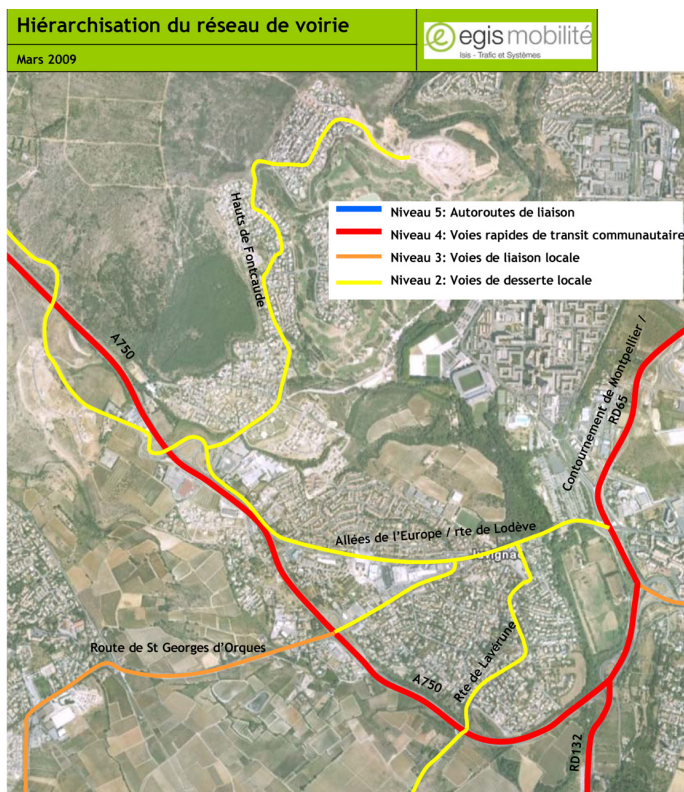 Hiérarchisation du réseau de voirie
Mars 2009
egis mobilité
Isis - Trafic et Systèmes
Hauts de Fontcaude
Niveau 5: Autoroutes de liaison
Niveau 4: Voies rapides de transit communautaire
Niveau 3: Voies de liaison locale
Niveau 2: Voies de desserte locale
A750
Contournement de Montpellier /
RD65
Allées de l'Europe / rte de Lodève
Juvignac
Route de St Georges d'Orques
A750
Rte de Lavérune
RD132